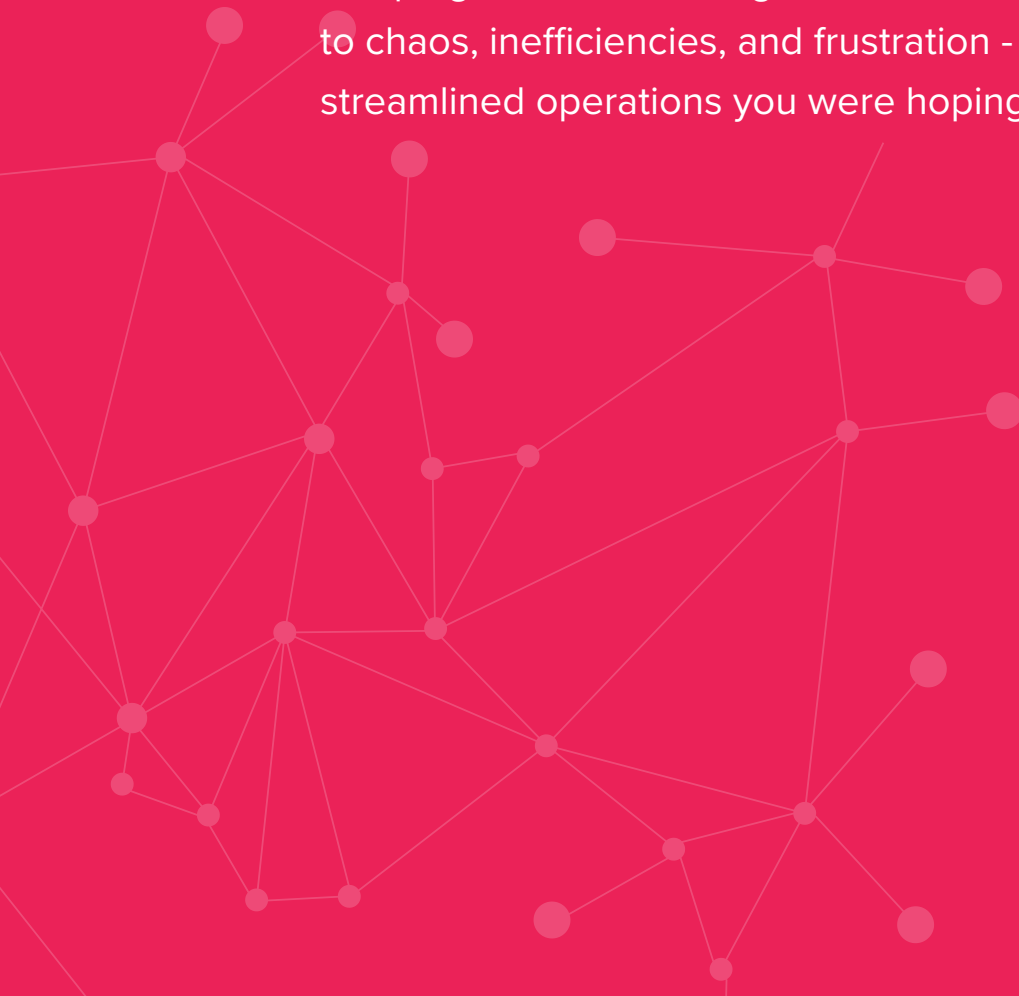 to chaos, inefficiencies, and frustration -
streamlined operations you were hoping